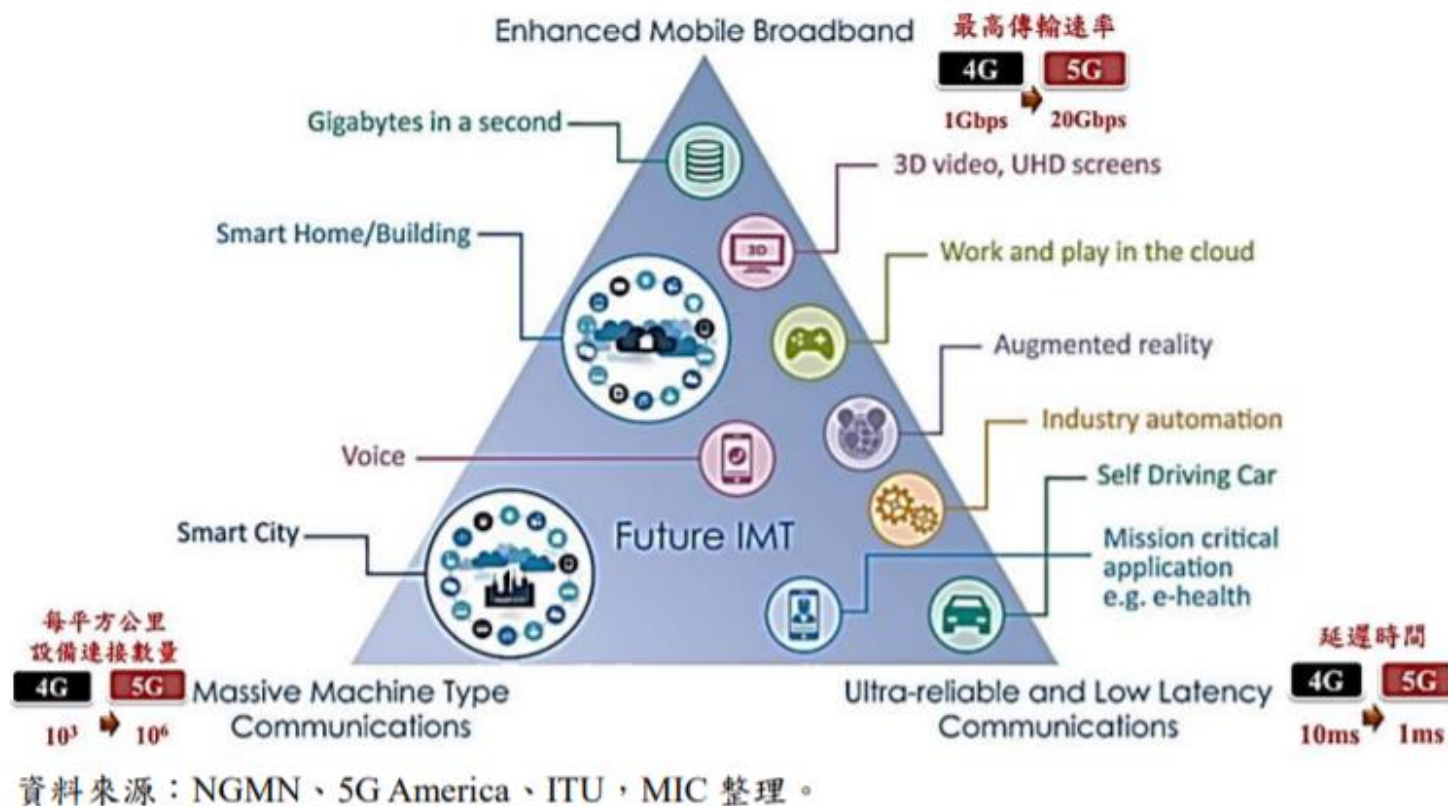 Enhanced Mobile Broadband
最高傳輸速率
4G 5G
1Gbps 20Gbps
Gigabytes in a second
3D video, UHD screens
3D
Smart Home/Building
Work and play in the cloud
Augmented reality
Industry automation
Voice
Self Driving Car
Smart City
Future IMT
Mission critical
application
e.g. e-health
每平方公里
設備連接數量
4G 5G
10³ 10⁶
Massive Machine Type
Communications
Ultra-reliable and Low Latency
Communications
延遲時間
4G 5G
10ms 1ms
資料來源：NGMN、5G America、ITU，MIC 整理。